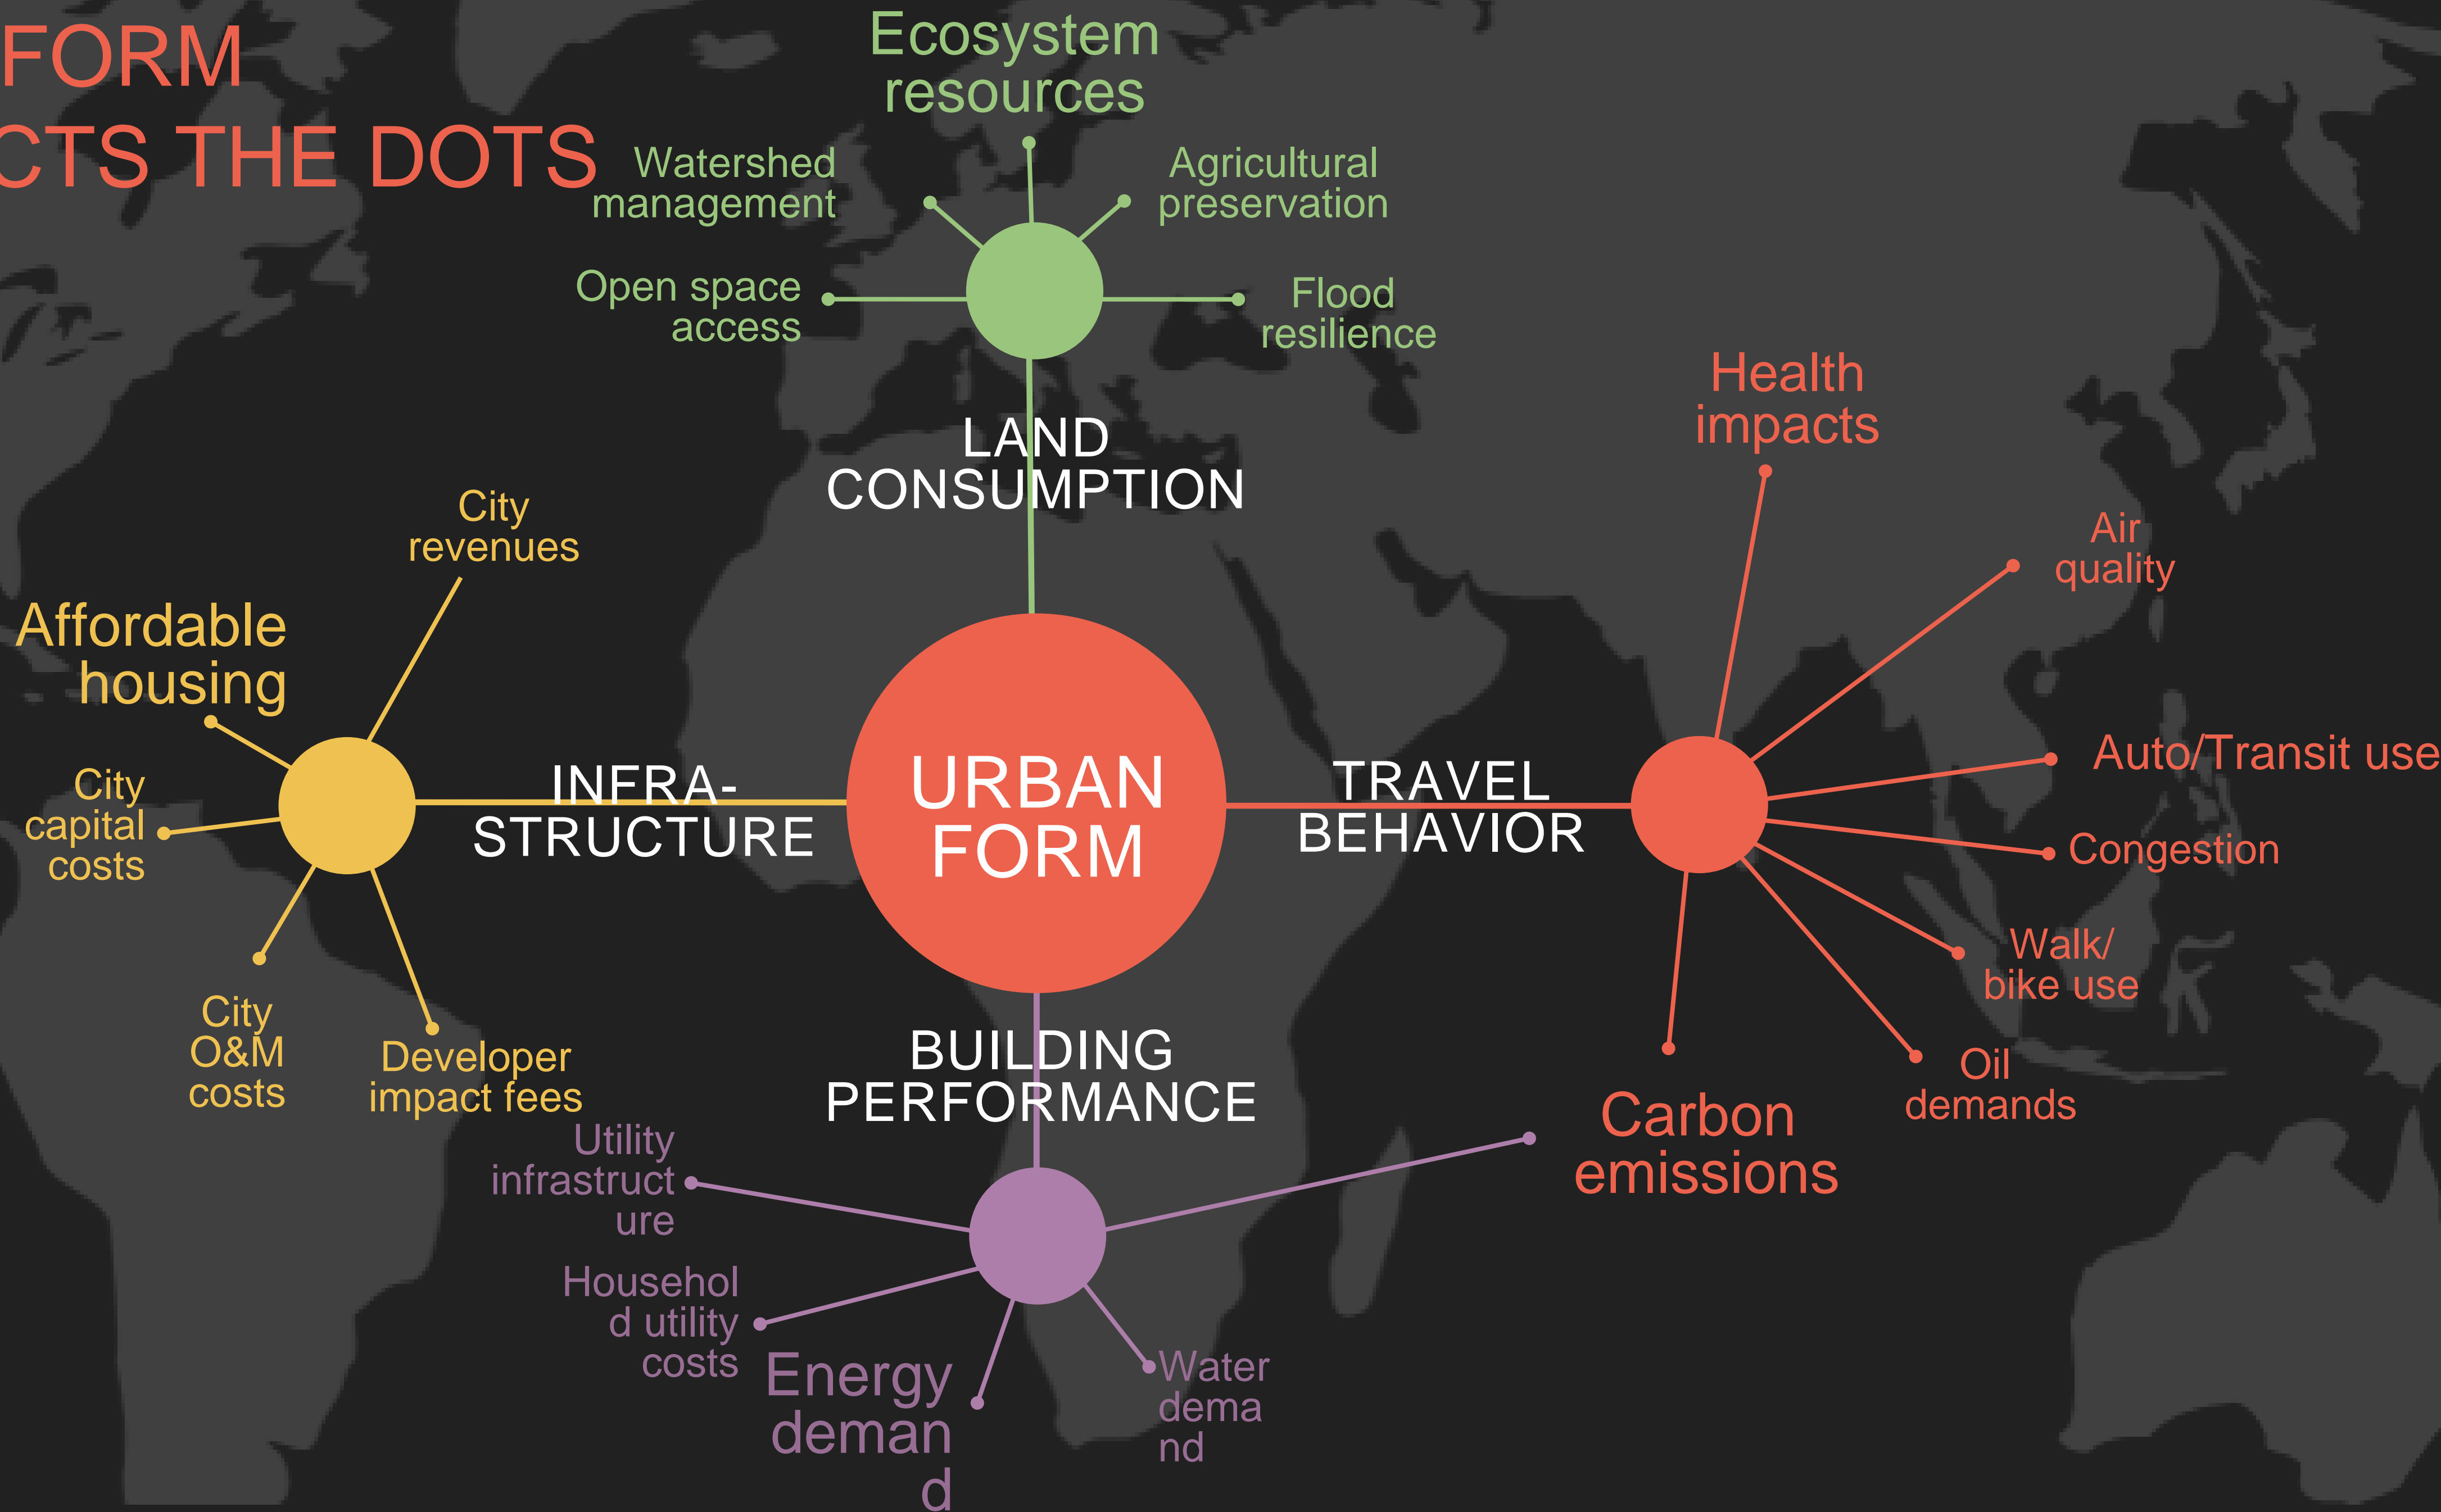 FORM
CTS THE DOTS
Ecosystem
resources
Watershed
management
Agricultural
preservation
Open space
access
Flood
resilience
LAND
CONSUMPTION
Health
impacts
Air
quality
Auto/Transit use
Congestion
Walk/
bike use
Oil
demands
Carbon
emissions
TRAVEL
BEHAVIOR
URBAN
FORM
INFRA-
STRUCTURE
City
revenues
Affordable
housing
City
capital
costs
City
O&M
costs
Developer
impact fees
BUILDING
PERFORMANCE
Utility
infrastruct
ure
Househol
d utility
costs
Energy
deman
d
Water
dema
nd